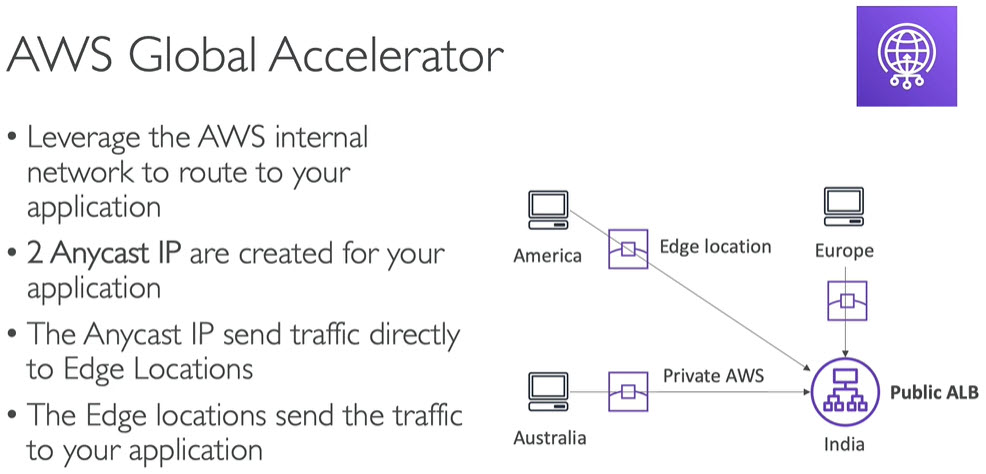 AWS Global Accelerator
• Leverage the AWS internal
network to route to your
application
• 2 Anycast IP are created for your
application
• The Anycast IP send traffic directly
to Edge Locations
• The Edge locations send the traffic
to your application
America
Edge location
Europe
Australia
Private AWS
Public ALB
India